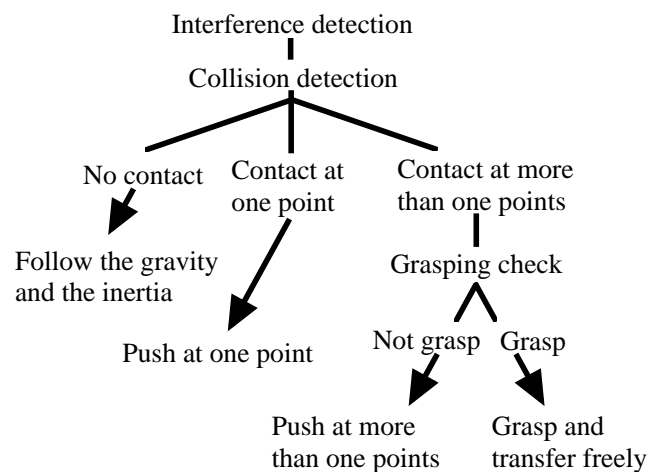 Interference detection
Collision detection
No contact
Contact at
one point
Contact at more
than one points
Follow the gravity
and the inertia
Grasping check
Push at one point
Not grasp
Grasp
Push at more
than one points
Grasp and
transfer freely